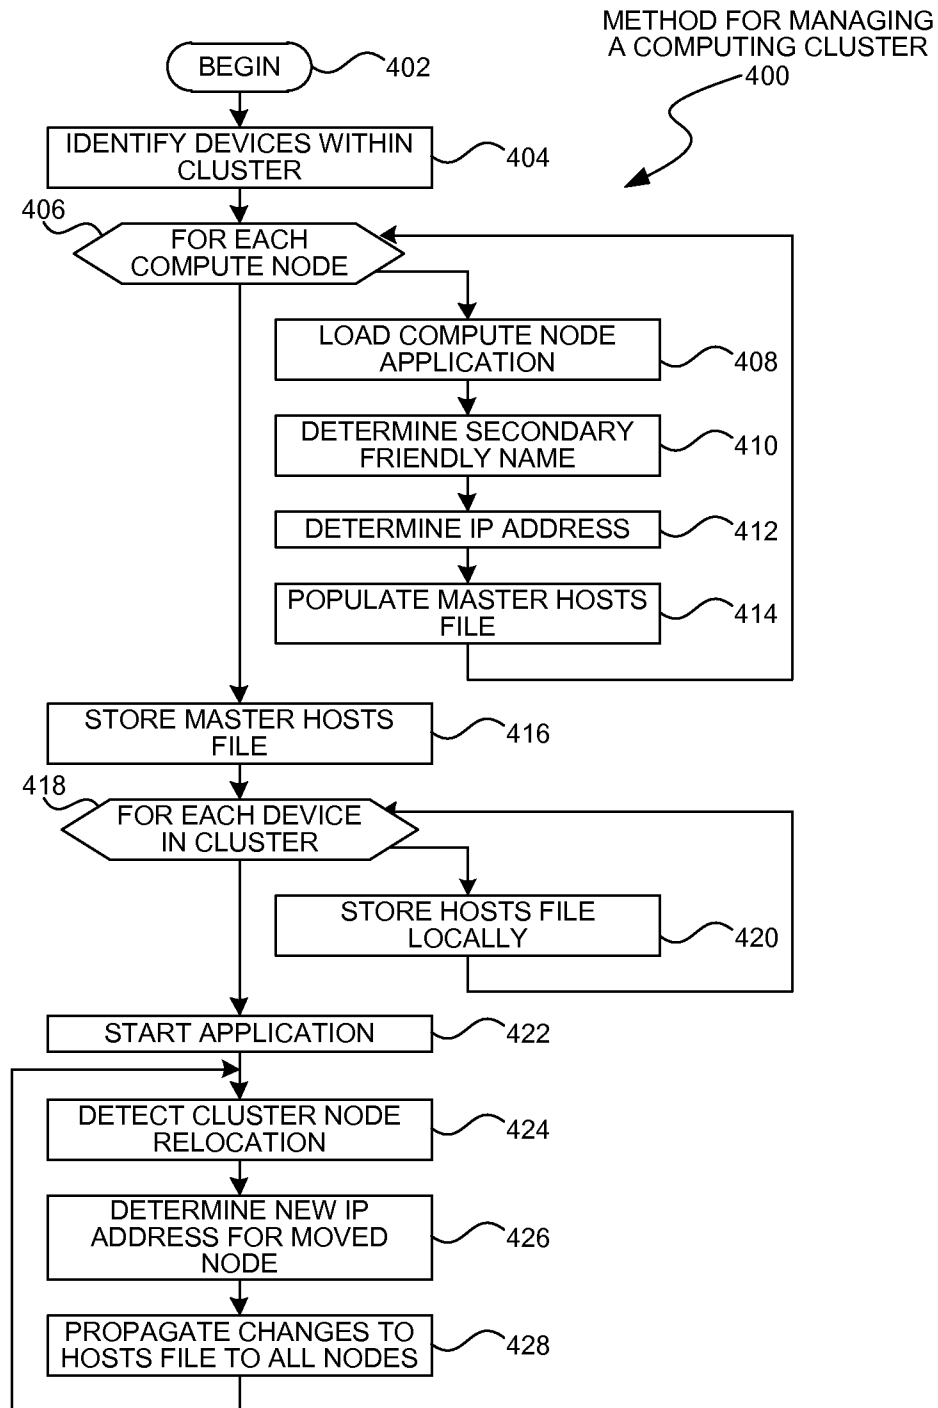 METHOD FOR MANAGING
A COMPUTING CLUSTER
400
BEGIN
402
IDENTIFY DEVICES WITHIN
CLUSTER
404
406
FOR EACH
COMPUTE NODE
LOAD COMPUTE NODE
APPLICATION
408
DETERMINE SECONDARY
FRIENDLY NAME
410
DETERMINE IP ADDRESS
412
POPULATE MASTER HOSTS
FILE
414
STORE MASTER HOSTS
FILE
416
418
FOR EACH DEVICE
IN CLUSTER
STORE HOSTS FILE
LOCALLY
420
START APPLICATION
422
DETECT CLUSTER NODE
RELOCATION
424
DETERMINE NEW IP
ADDRESS FOR MOVED
NODE
426
PROPAGATE CHANGES TO
HOSTS FILE TO ALL NODES
428